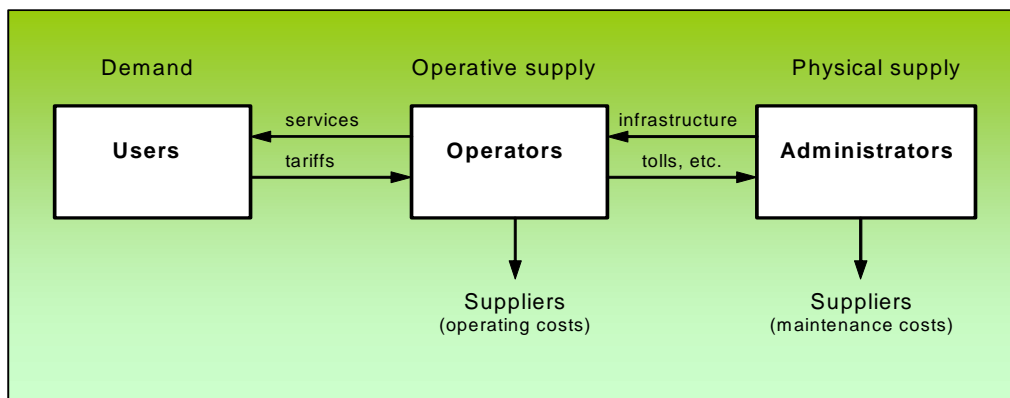 Demand
Operative supply
Physical supply
services
infrastructure
Users
Operators
Administrators
tariffs
tolls, etc.
Suppliers
(operating costs)
Suppliers
(maintenance costs)